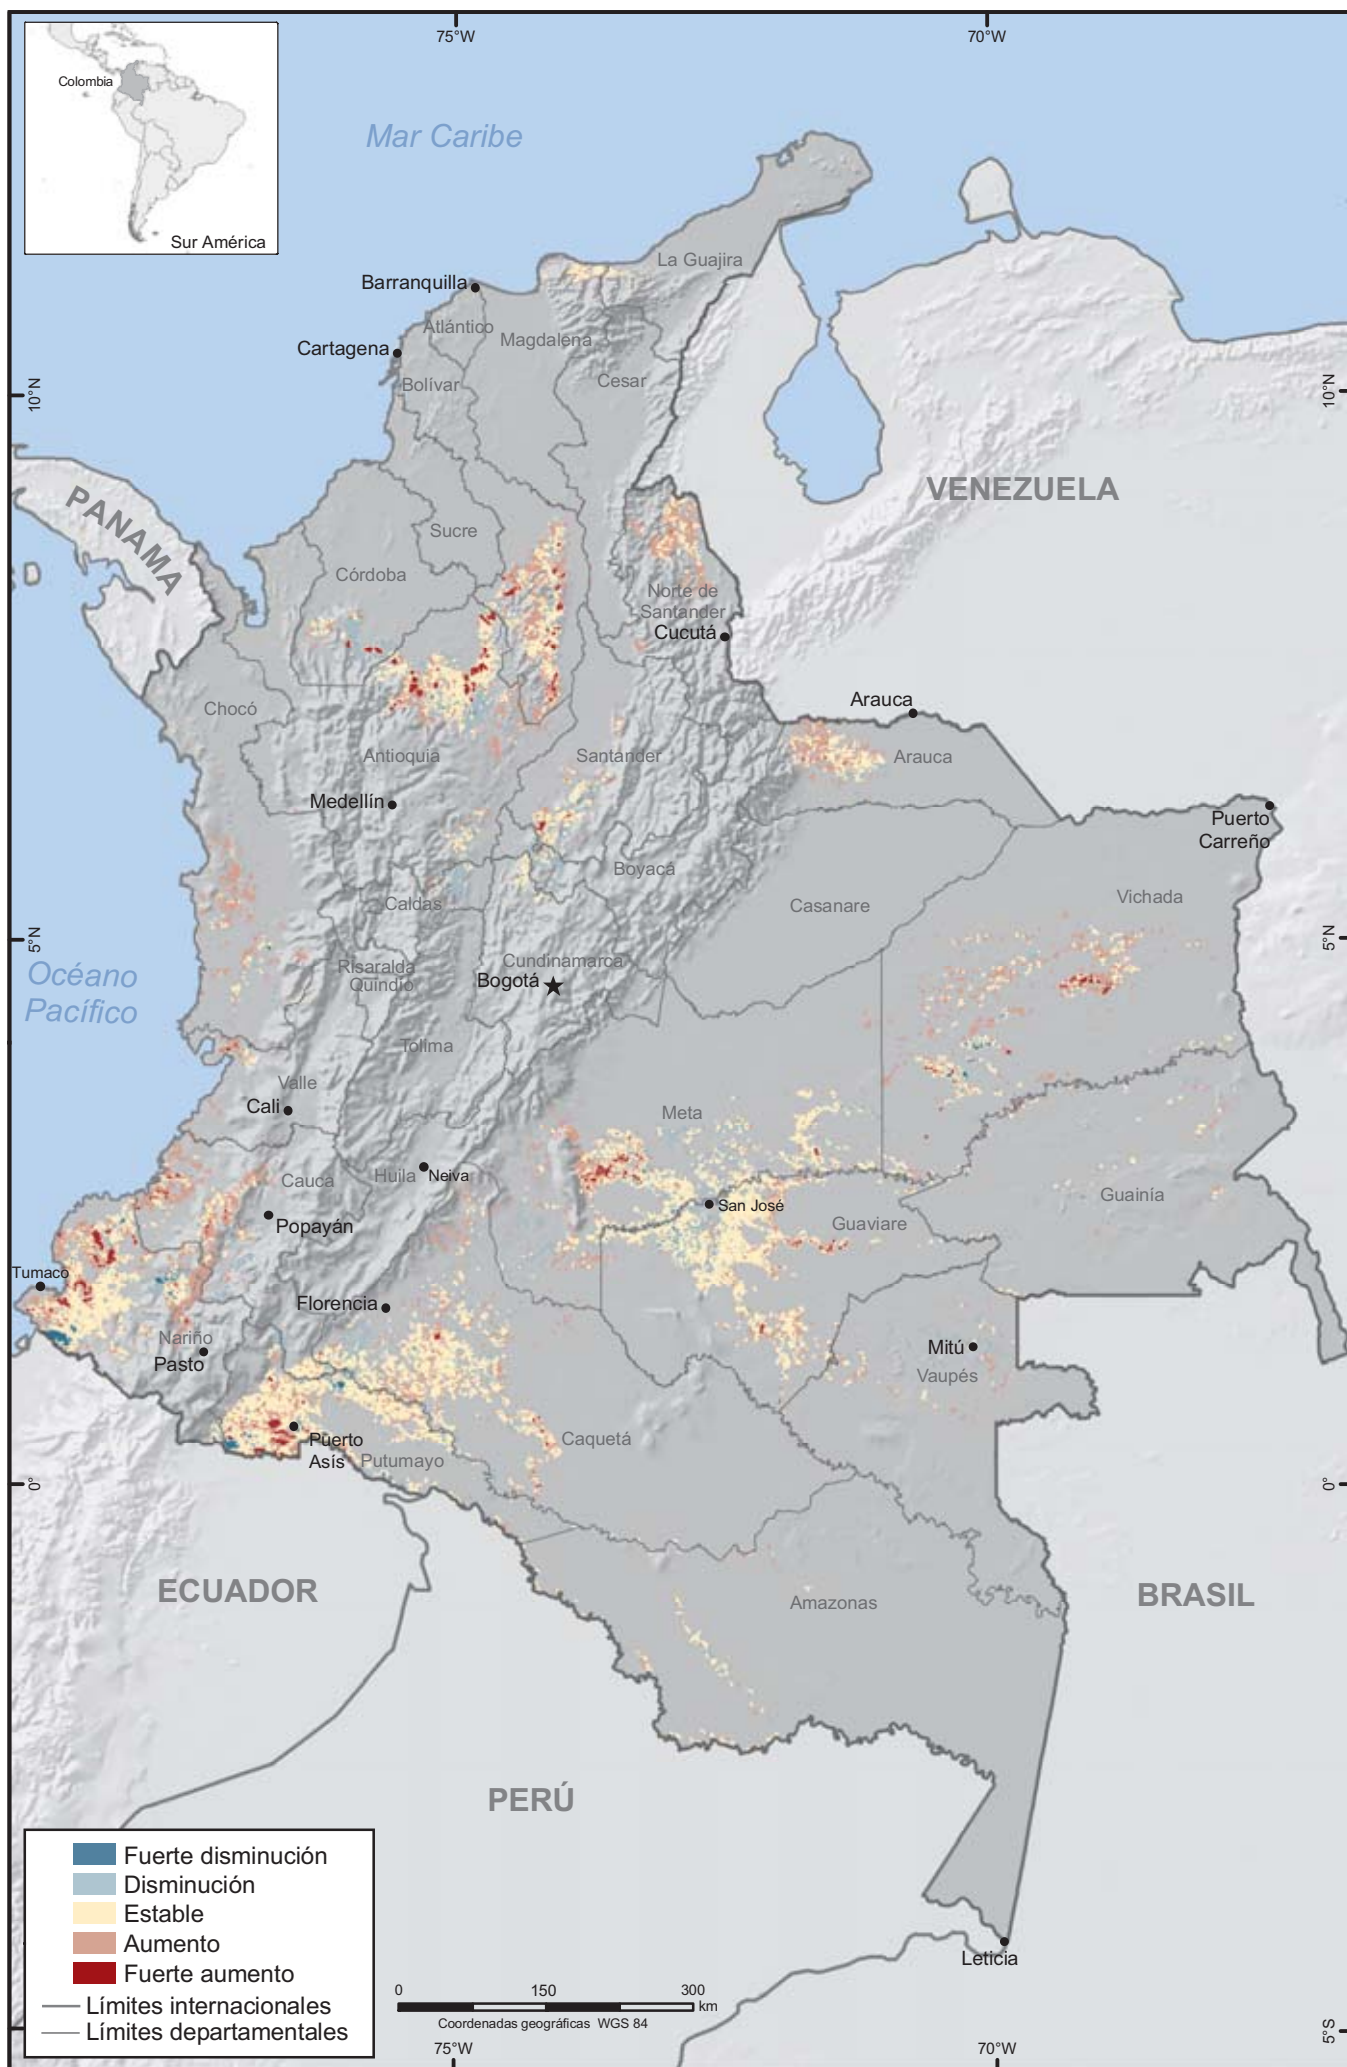 75°W
70°W
Colombia
Sur América
Mar Caribe
La Guajira
Barranquilla
Atlántico
Magdalena
Cartagena
Cesar
Bolívar
10°N
10°N
VENEZUELA
PANAMA
Sucre
Córdoba
Norte de
Santander
Cucutá
Arauca
Chocó
Antioquia
Santander
Arauca
Medellín
Puerto
Carreño
Boyacá
Vichada
Caldas
Casanare
5°N
5°N
Océano
Pacífico
Risaralda
Cundinamarca
Quindío
Bogotá
Tolima
Valle
Cali
Meta
Huila
Neiva
Cauca
Guainía
San José
Popayán
Guaviare
Tumaco
Florencia
Nariño
Pasto
Mitú
Vaupés
Puerto
Asís
Caquetá
Putumayo
0°
0°
ECUADOR
BRASIL
Amazonas
PERÚ
Fuerte disminución
Disminución
Estable
Aumento
Fuerte aumento
Límites internacionales
Límites departamentales
Leticia
0 150 300
km
Coordenadas geográficas WGS 84
5°S
75°W
70°W